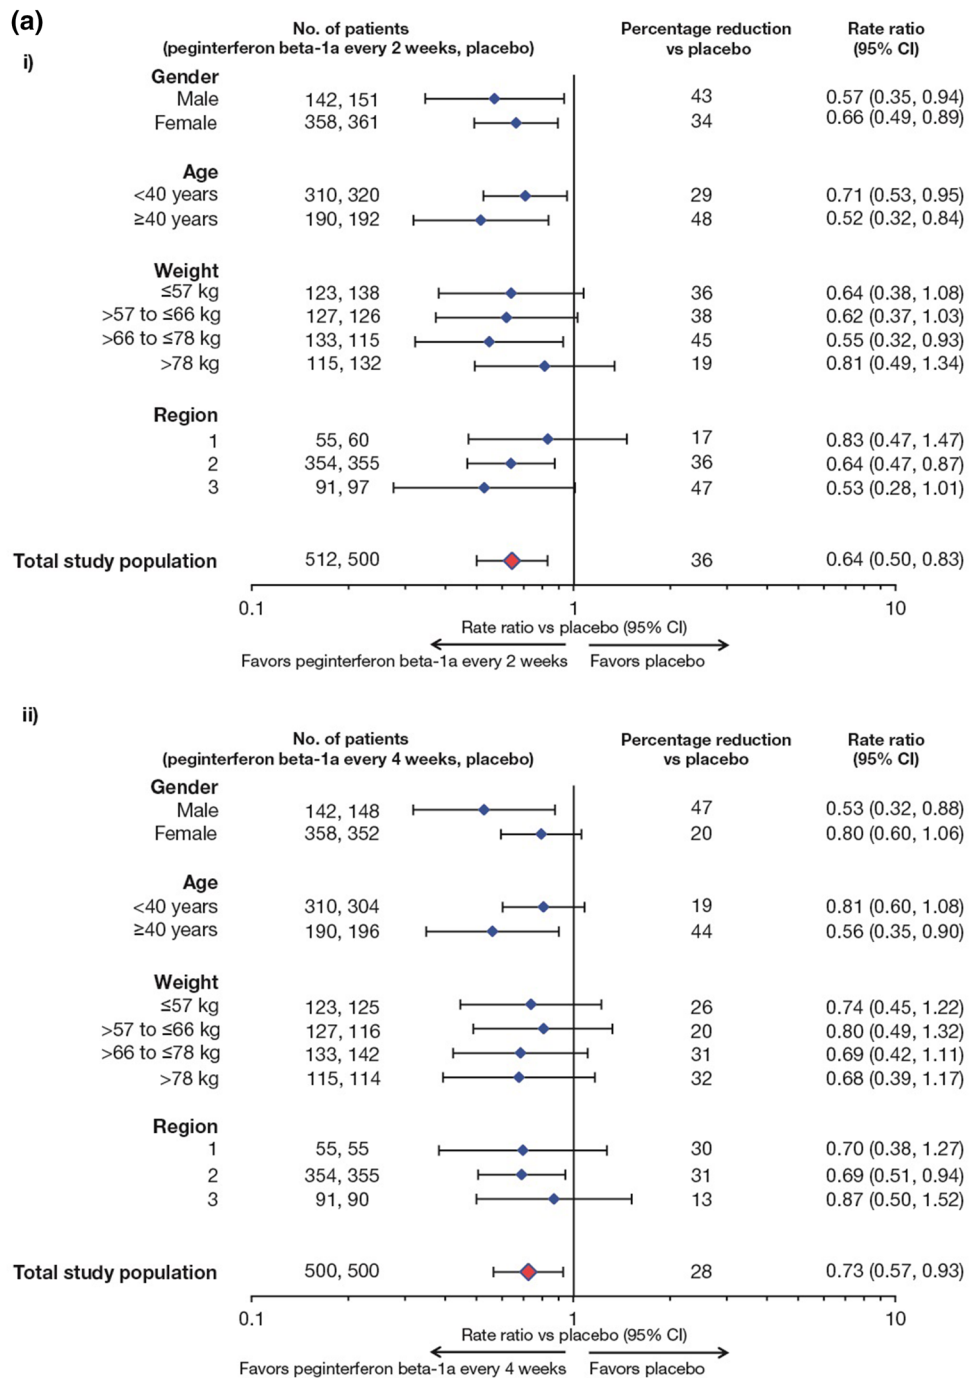 (a)
No. of patients Percentage reduction Rate ratio
(peginterferon beta-1a every 2 weeks, placebo) vs placebo (95% CI)
i)
Gender
Male 142, 151 43 0.57 (0.35, 0.94)
Female 358, 361 34 0.66 (0.49, 0.89)
Age
<40 years 310, 320 29 0.71 (0.53, 0.95)
≥40 years 190, 192 48 0.52 (0.32, 0.84)
Weight
≤57 kg 123, 138 36 0.64 (0.38, 1.08)
>57 to ≤66 kg 127, 126 38 0.62 (0.37, 1.03)
>66 to ≤78 kg 133, 115 45 0.55 (0.32, 0.93)
>78 kg 115, 132 19 0.81 (0.49, 1.34)
Region
1 55, 60 17 0.83 (0.47, 1.47)
2 354, 355 36 0.64 (0.47, 0.87)
3 91, 97 47 0.53 (0.28, 1.01)
Total study population 512, 500 36 0.64 (0.50, 0.83)
0.1 1 10
Rate ratio vs placebo (95% CI)
Favors peginterferon beta-1a every 2 weeks Favors placebo
ii)
No. of patients Percentage reduction Rate ratio
(peginterferon beta-1a every 4 weeks, placebo) vs placebo (95% CI)
Gender
Male 142, 148 47 0.53 (0.32, 0.88)
Female 358, 352 20 0.80 (0.60, 1.06)
Age
<40 years 310, 304 19 0.81 (0.60, 1.08)
≥40 years 190, 196 44 0.56 (0.35, 0.90)
Weight
≤57 kg 123, 125 26 0.74 (0.45, 1.22)
>57 to ≤66 kg 127, 116 20 0.80 (0.49, 1.32)
>66 to ≤78 kg 133, 142 31 0.69 (0.42, 1.11)
>78 kg 115, 114 32 0.68 (0.39, 1.17)
Region
1 55, 55 30 0.70 (0.38, 1.27)
2 354, 355 31 0.69 (0.51, 0.94)
3 91, 90 13 0.87 (0.50, 1.52)
Total study population 500, 500 28 0.73 (0.57, 0.93)
0.1 1 10
Rate ratio vs placebo (95% CI)
Favors peginterferon beta-1a every 4 weeks Favors placebo